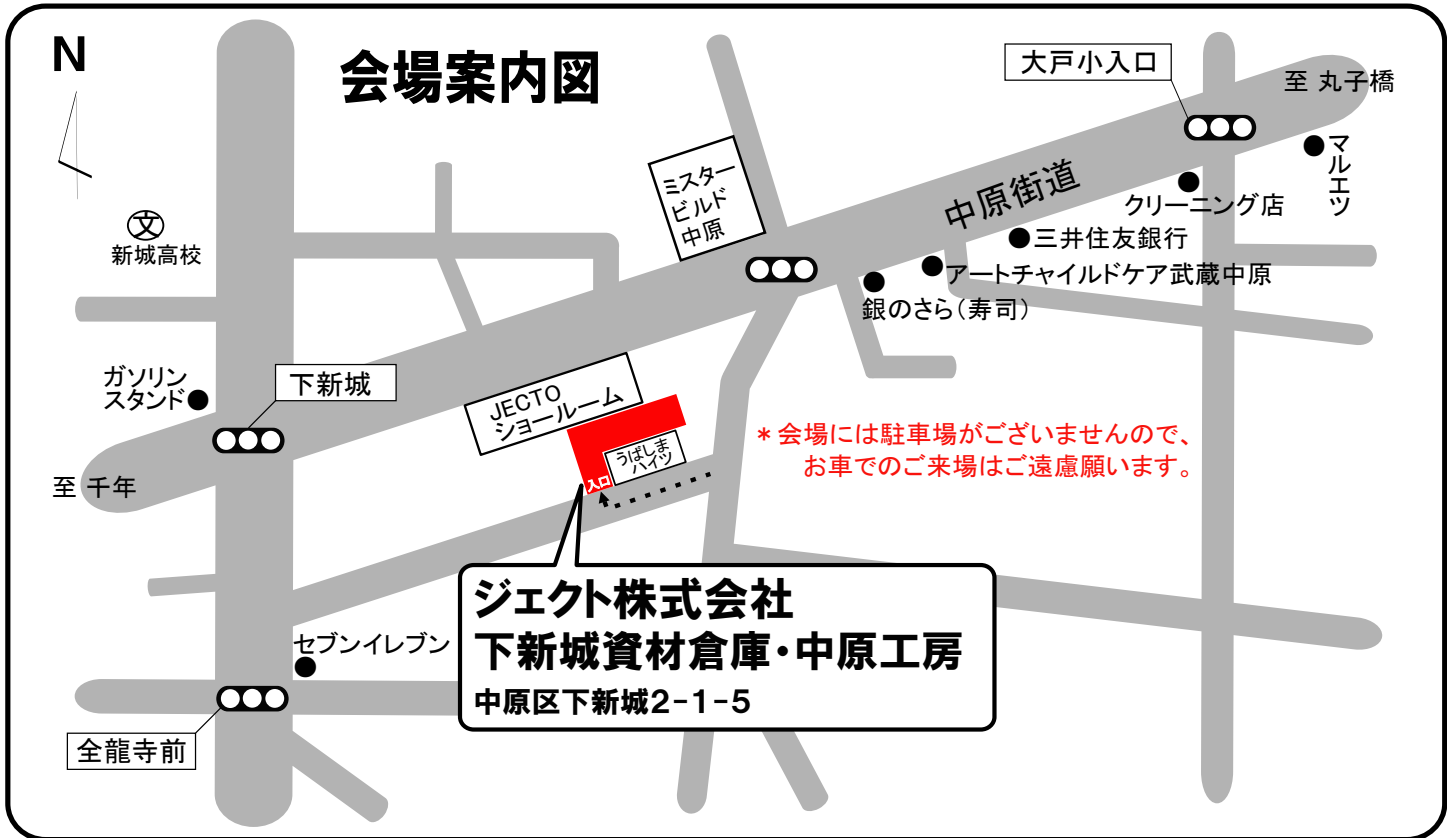 N
会場案内図
大戸小入口
至 丸子橋
マルエツ
ミスター
ビルド
中原
中原街道
クリーニング店
三井住友銀行
アートチャイルドケア武蔵中原
銀のさら(寿司)
文
新城高校
ガソリン
スタンド
下新城
JECTO
ショールーム
うばしま
ハイツ
入口
*会場には駐車場がございませんので、
お車でのご来場はご遠慮願います。
至 千年
ジェクト株式会社
下新城資材倉庫・中原工房
中原区下新城2-1-5
セブンイレブン
全龍寺前